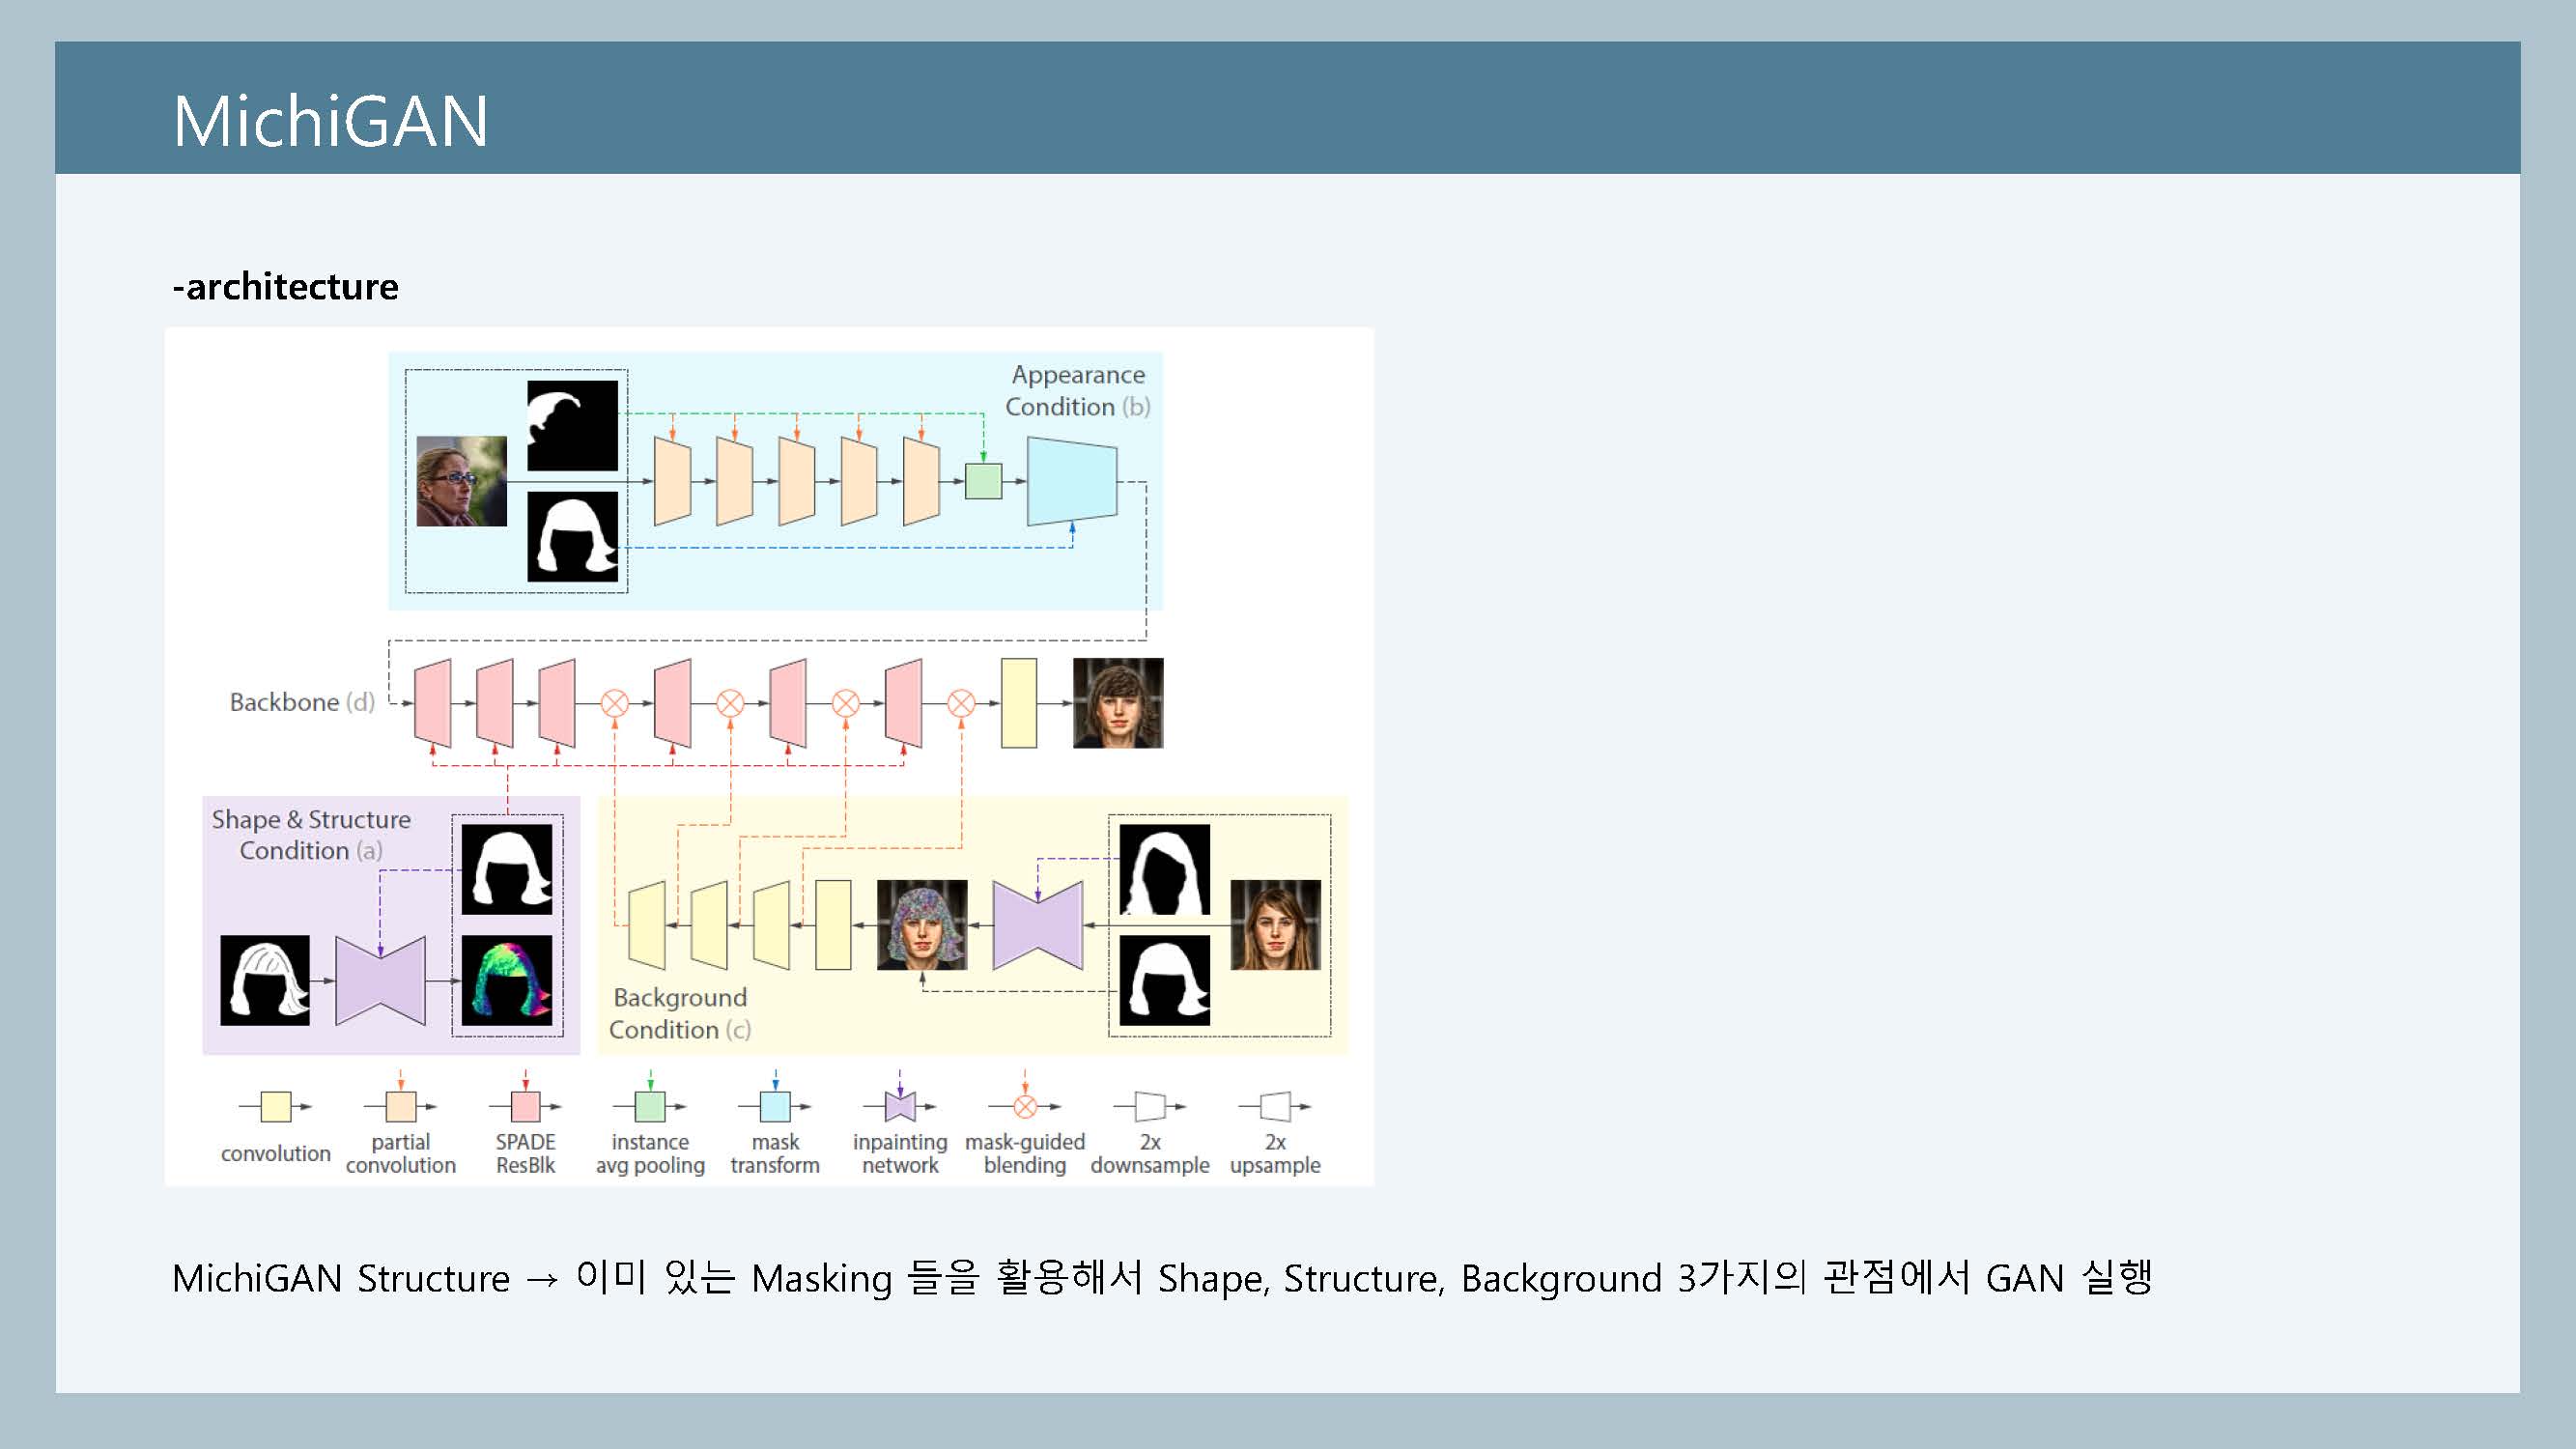 MichiGAN
-architecture
Appearance
Condition (b)
Backbone (d)
Shape & Structure
Condition (a)
Background
Condition (c)
convolution
partial
convolution
SPADE
ResBlk
instance
avg pooling
mask
transform
inpainting
network
mask-guided
blending
2x
downsample
2x
upsample
MichiGAN Structure → 이미 있는 Masking 들을 활용해서 Shape, Structure, Background 3가지의 관점에서 GAN 실행